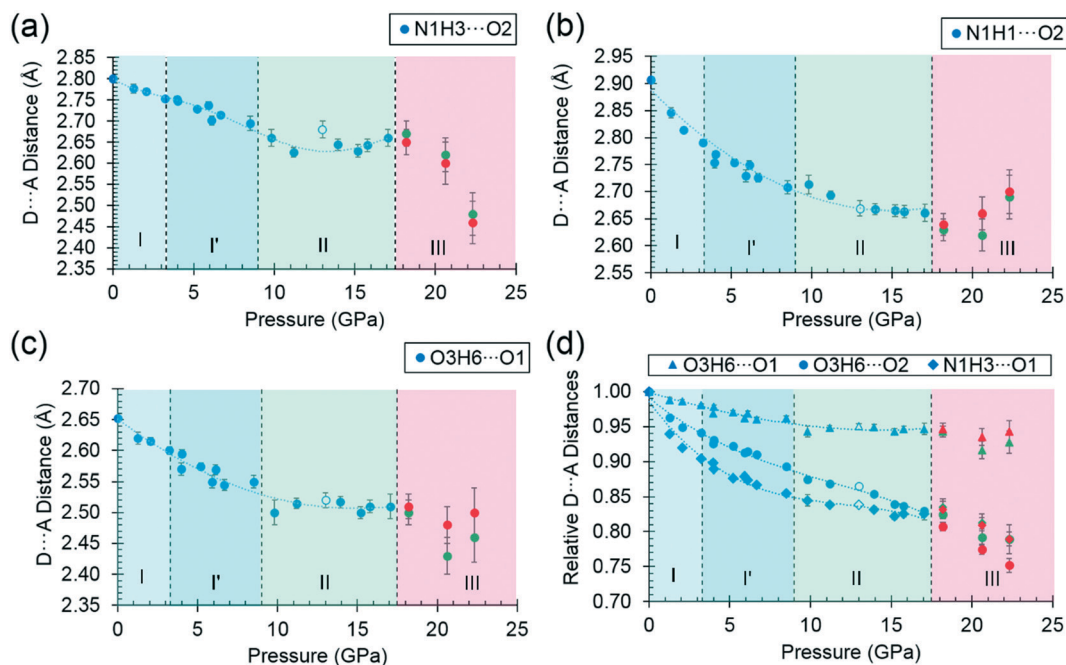 (a)
N1H3···O2
D···A Distance (Å)
2.85
2.80
2.75
2.70
2.65
2.60
2.55
2.50
2.45
2.40
2.35
I
I'
II
III
0 5 10 15 20 25
Pressure (GPa)
(b)
N1H1···O2
D···A Distance (Å)
2.95
2.90
2.85
2.80
2.75
2.70
2.65
2.60
2.55
I
I'
II
III
0 5 10 15 20 25
Pressure (GPa)
(c)
O3H6···O1
D···A Distance (Å)
2.70
2.65
2.60
2.55
2.50
2.45
2.40
2.35
I
I'
II
III
0 5 10 15 20 25
Pressure (GPa)
(d)
O3H6···O1 O3H6···O2 N1H3···O1
Relative D···A Distances
1.00
0.95
0.90
0.85
0.80
0.75
0.70
I
I'
II
III
0 5 10 15 20 25
Pressure (GPa)